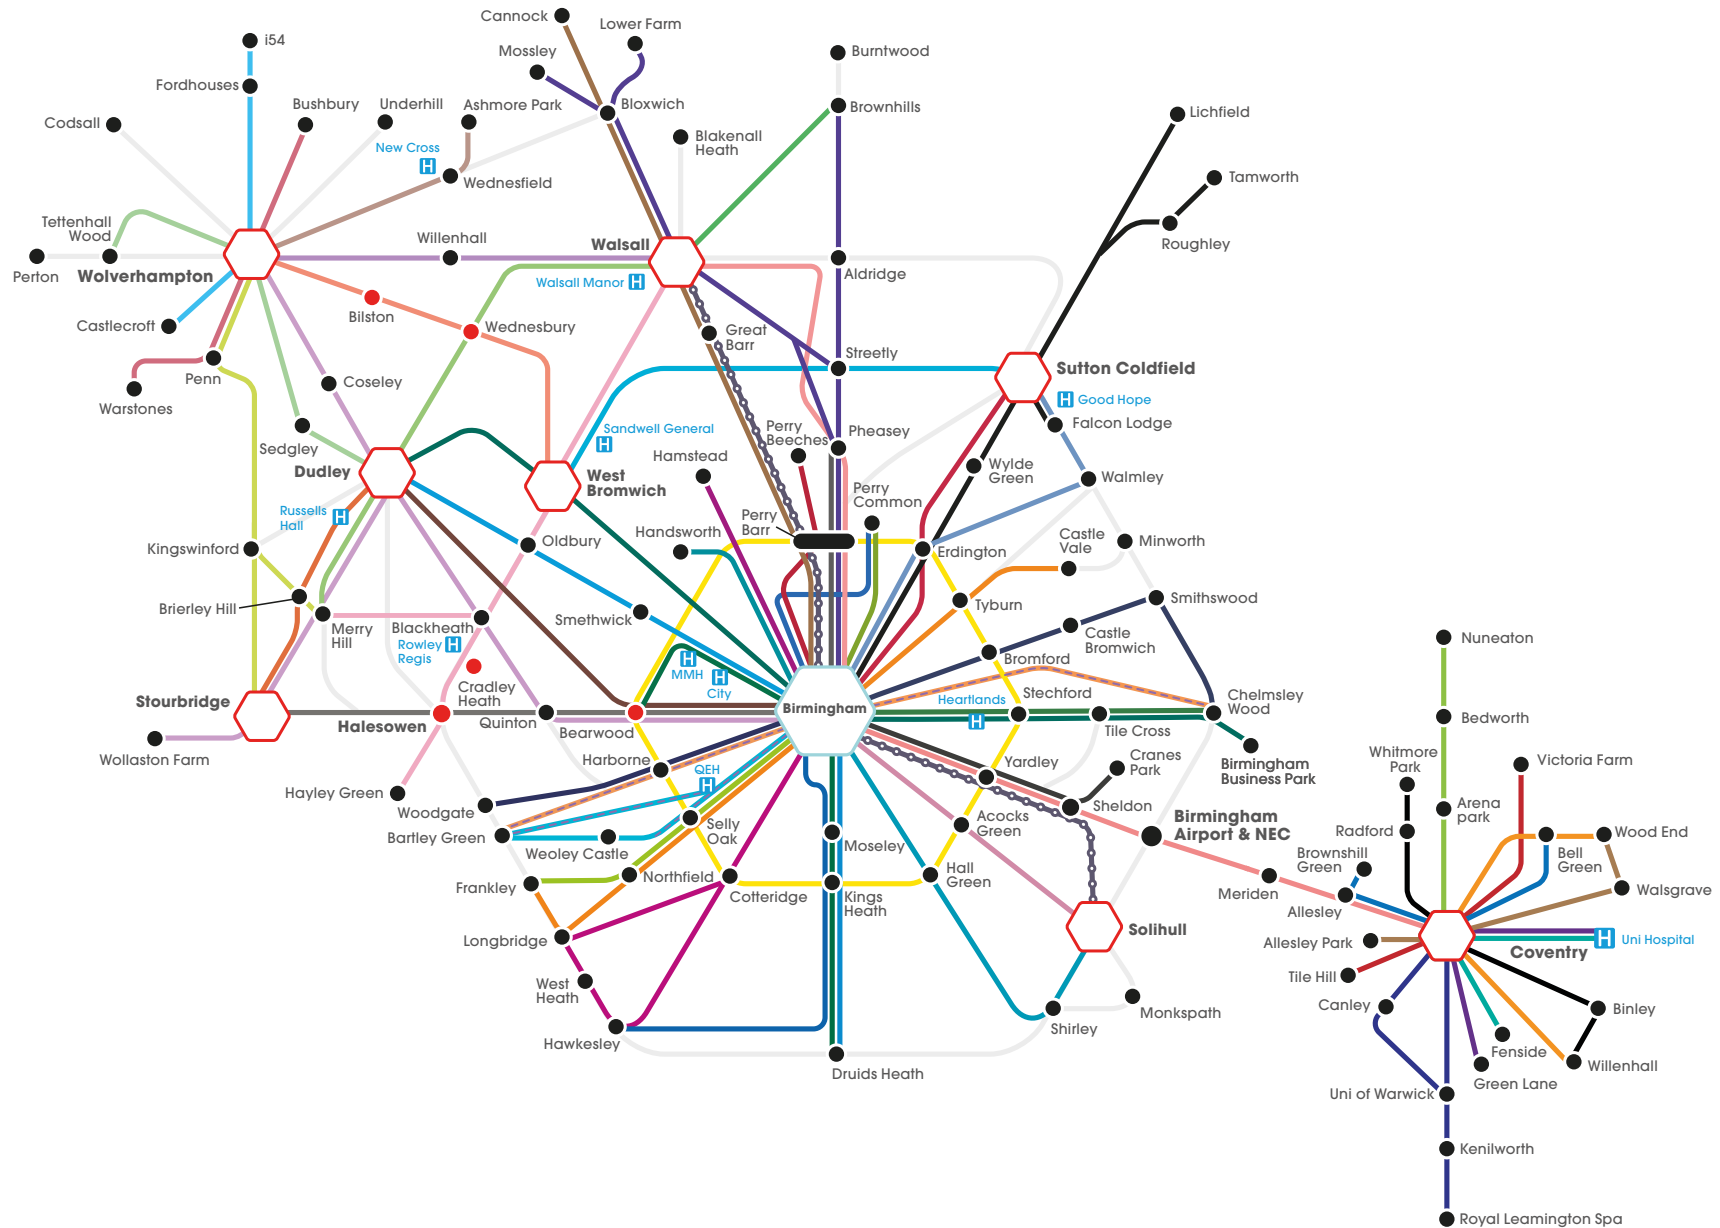 Cannock
Lower Farm
i54
Mossley
Burntwood
Fordhouses
Bushbury
Underhill
Ashmore Park
Bloxwich
Brownhills
Lichfield
Codsall
New Cross
H
Blakenall
Heath
Wednesfield
Tamworth
Tettenhall
Wood
Willenhall
Walsall
Roughley
Perton
Wolverhampton
Walsall Manor H
Aldridge
Bilston
Castlecroft
Wednesbury
Great
Barr
Streetly
Sutton Coldfield
Penn
Coseley
H Good Hope
Warstones
Falcon Lodge
Sandwell General
H
Perry
Beeches
Pheasey
Sedgley
Dudley
Hamstead
West
Bromwich
Wylde
Green
Walmley
Perry
Common
Russells
Hall
H
Perry
Barr
Handsworth
Castle
Vale
Kingswinford
Oldbury
Erdington
Minworth
Brierley Hill
Tyburn
Smithswood
Merry
Hill
Blackheath
Smethwick
Castle
Bromwich
Nuneaton
Rowley
Regis
H
H
MMH
H
City
Bromford
Cradley
Heath
Stourbridge
Birmingham
Heartlands
H
Stechford
Chelmsley
Wood
Halesowen
Quinton
Bearwood
Tile Cross
Bedworth
Wollaston Farm
Harborne
QEH
H
Yardley
Cranes
Park
Birmingham
Business Park
Whitmore
Park
Victoria Farm
Hayley Green
Woodgate
Sheldon
Birmingham
Airport & NEC
Arena
park
Bartley Green
Selly
Oak
Acocks
Green
Radford
Wood End
Weoley Castle
Moseley
Brownshill
Green
Bell
Green
Frankley
Northfield
Cotteridge
Kings
Heath
Hall
Green
Meriden
Allesley
Walsgrave
Longbridge
Solihull
Allesley Park
Coventry
H Uni Hospital
West
Heath
Tile Hill
Hawkesley
Shirley
Monkspath
Canley
Binley
Druids Heath
Fenside
Green Lane
Willenhall
Uni of Warwick
Kenilworth
Royal Leamington Spa